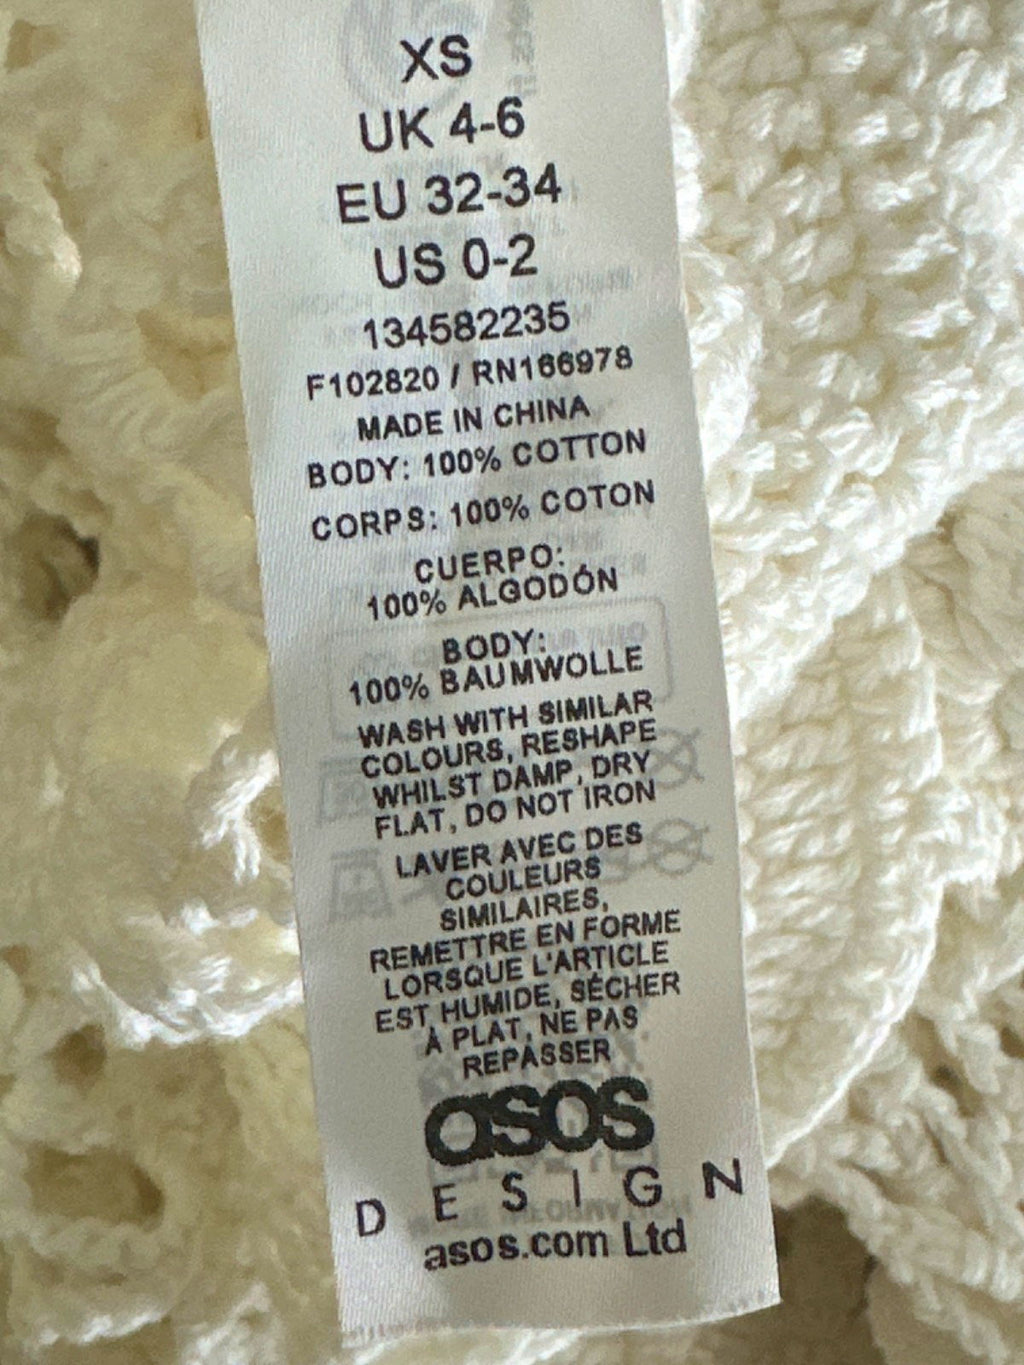 XS
UK 4-6
EU 32-34
US 0-2
134582235
F102820 / RN166978
MADE IN CHINA
BODY: 100% COTTON
CORPS: 100% COTON
CUERPO:
100% ALGODÓN
BODY:
100% BAUMWOLLE
WASH WITH SIMILAR
COLOURS, RESHAPE
WHILST DAMP, DRY
FLAT, DO NOT IRON
LAVER AVEC DES
COULEURS
SIMILAIRES,
REMETTRE EN FORME
LORSQUE L'ARTICLE
EST HUMIDE, SÉCHER
À PLAT, NE PAS
REPASSER
asos
DESIGN
asos.com Ltd